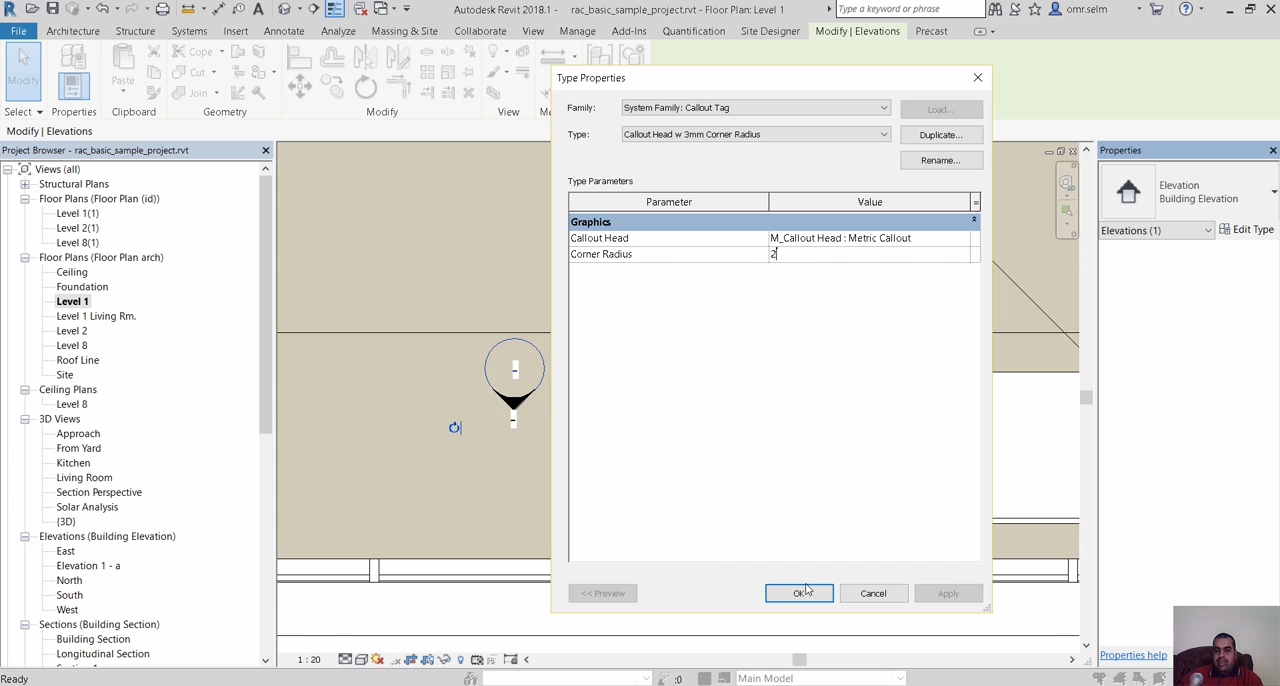 Autodesk Revit 2018.1 - rac_basic_sample_project.rvt - Floor Plan: Level 1
Type a keyword or phrase
omr.selm
File Architecture Structure Systems Insert Annotate Analyze Massing & Site Collaborate View Manage Add-Ins Quantification Site Designer Modify | Elevations Precast
Modify
Paste
Cope
Cut
Join
Select Properties Clipboard Geometry Modify View
Modify | Elevations
Project Browser - rac_basic_sample_project.rvt
Views (all)
Structural Plans
Floor Plans (Floor Plan (id))
Level 1(1)
Level 2(1)
Level 8(1)
Floor Plans (Floor Plan arch)
Ceiling
Foundation
Level 1
Level 1 Living Rm.
Level 2
Level 8
Roof Line
Site
Ceiling Plans
Level 8
3D Views
Approach
From Yard
Kitchen
Living Room
Section Perspective
Solar Analysis
{3D}
Elevations (Building Elevation)
East
Elevation 1 - a
North
South
West
Sections (Building Section)
Building Section
Longitudinal Section
Type Properties
Family: System Family: Callout Tag Load...
Type: Callout Head w 3mm Corner Radius Duplicate...
Rename...
Type Parameters
Parameter Value =
Graphics
Callout Head M_Callout Head : Metric Callout
Corner Radius 2
<< Preview OK Cancel Apply
Properties
Elevation
Building Elevation
Elevations (1) Edit Type
Properties help
1 : 20
Ready
:0
Main Model